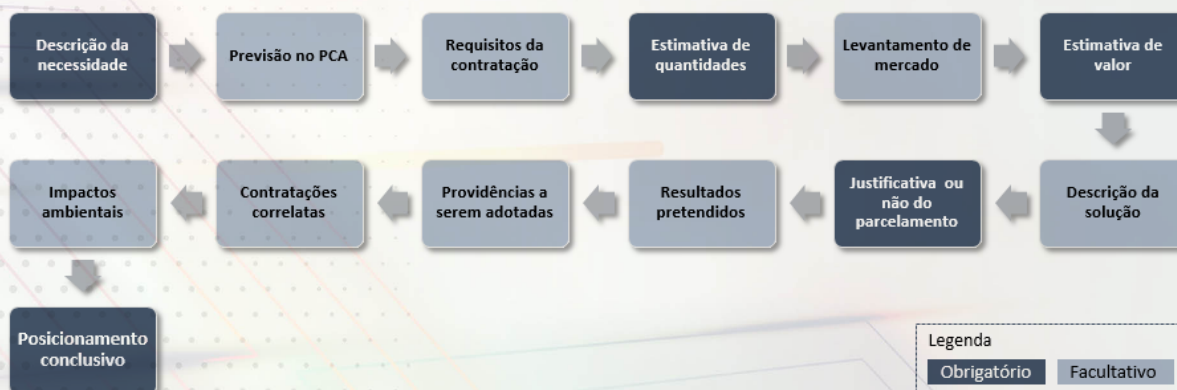 Descrição da
necessidade
Previsão no PCA
Requisitos da
contratação
Estimativa de
quantidades
Levantamento de
mercado
Estimativa de
valor
Descrição da
solução
Justificativa ou
não do
parcelamento
Resultados
pretendidos
Providências a
serem adotadas
Contratações
correlatas
Impactos
ambientais
Posicionamento
conclusivo
Legenda
Obrigatório
Facultativo